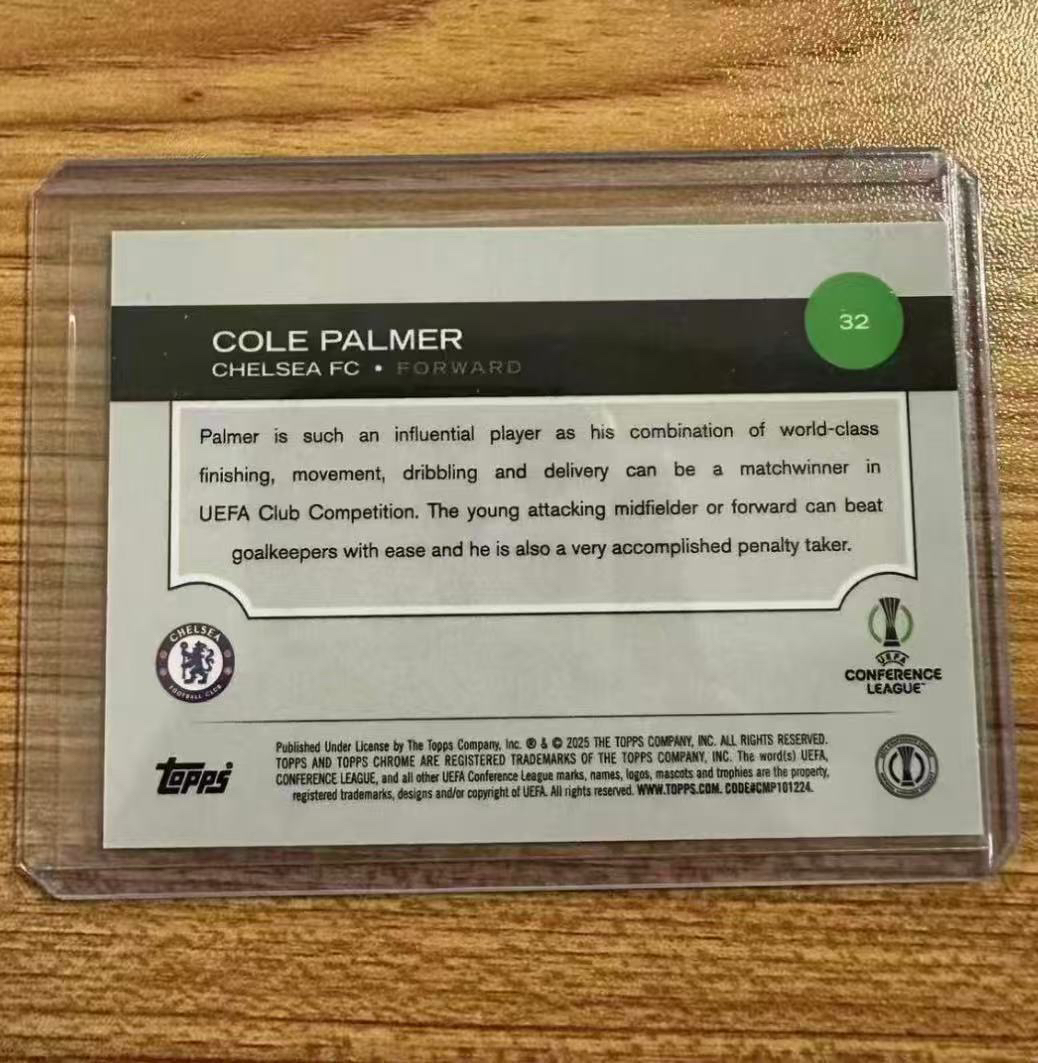 32
COLE PALMER
CHELSEA FC • FORWARD
Palmer is such an influential player as his combination of world-class
finishing, movement, dribbling and delivery can be a matchwinner in
UEFA Club Competition. The young attacking midfielder or forward can beat
goalkeepers with ease and he is also a very accomplished penalty taker.
CHELSEA
FOOTBALL CLUB
UEFA
CONFERENCE
LEAGUE™
topps
Published Under License by The Topps Company, Inc. ® & © 2025 THE TOPPS COMPANY, INC. ALL RIGHTS RESERVED.
TOPPS AND TOPPS CHROME ARE REGISTERED TRADEMARKS OF THE TOPPS COMPANY, INC. The word(s) UEFA,
CONFERENCE LEAGUE, and all other UEFA Conference League marks, names, logos, mascots and trophies are the property,
registered trademarks, designs and/or copyright of UEFA. All rights reserved. WWW.TOPPS.COM. CODE#CMP101224.